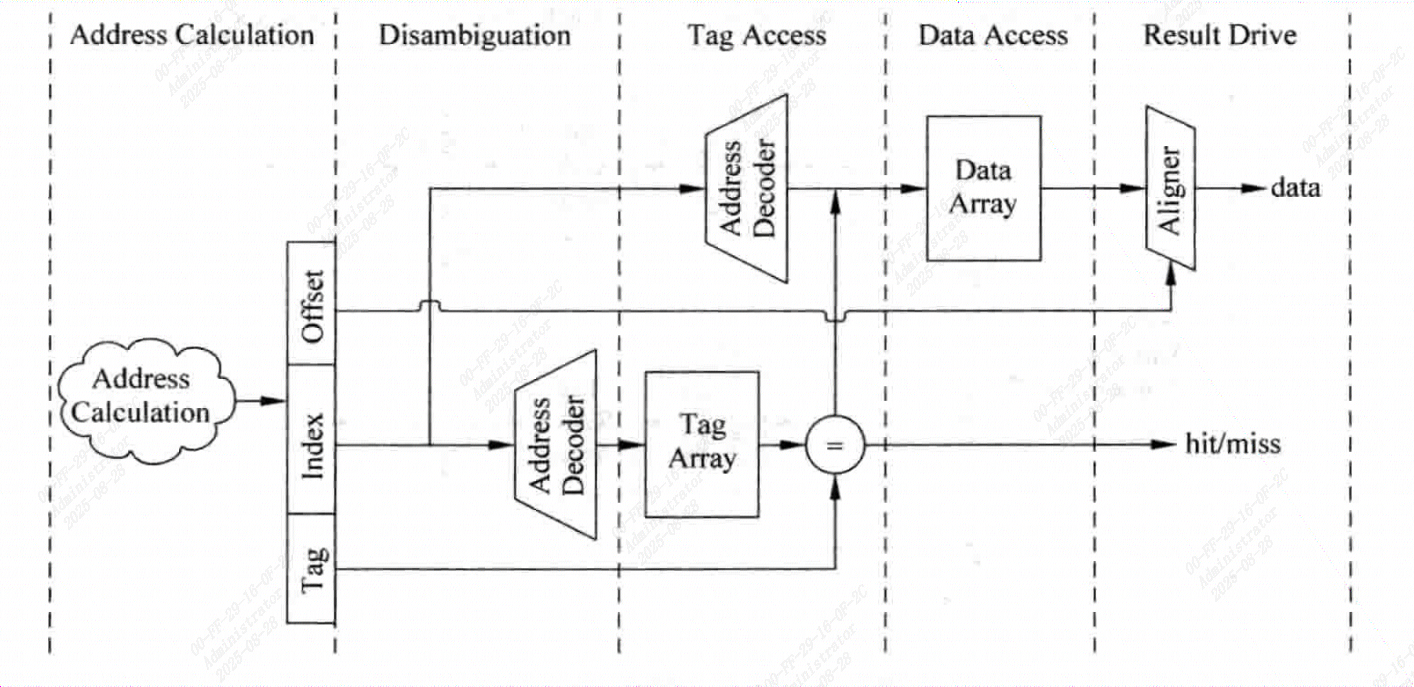 Address Calculation
Disambiguation
Tag Access
Data Access
Result Drive
Address
Decoder
Data
Array
Aligner
data
Offset
Address
Calculation
Index
Address
Decoder
Tag
Array
=
hit/miss
Tag
00-FF-29-16-0F-2C
Administrator
2025-08-28